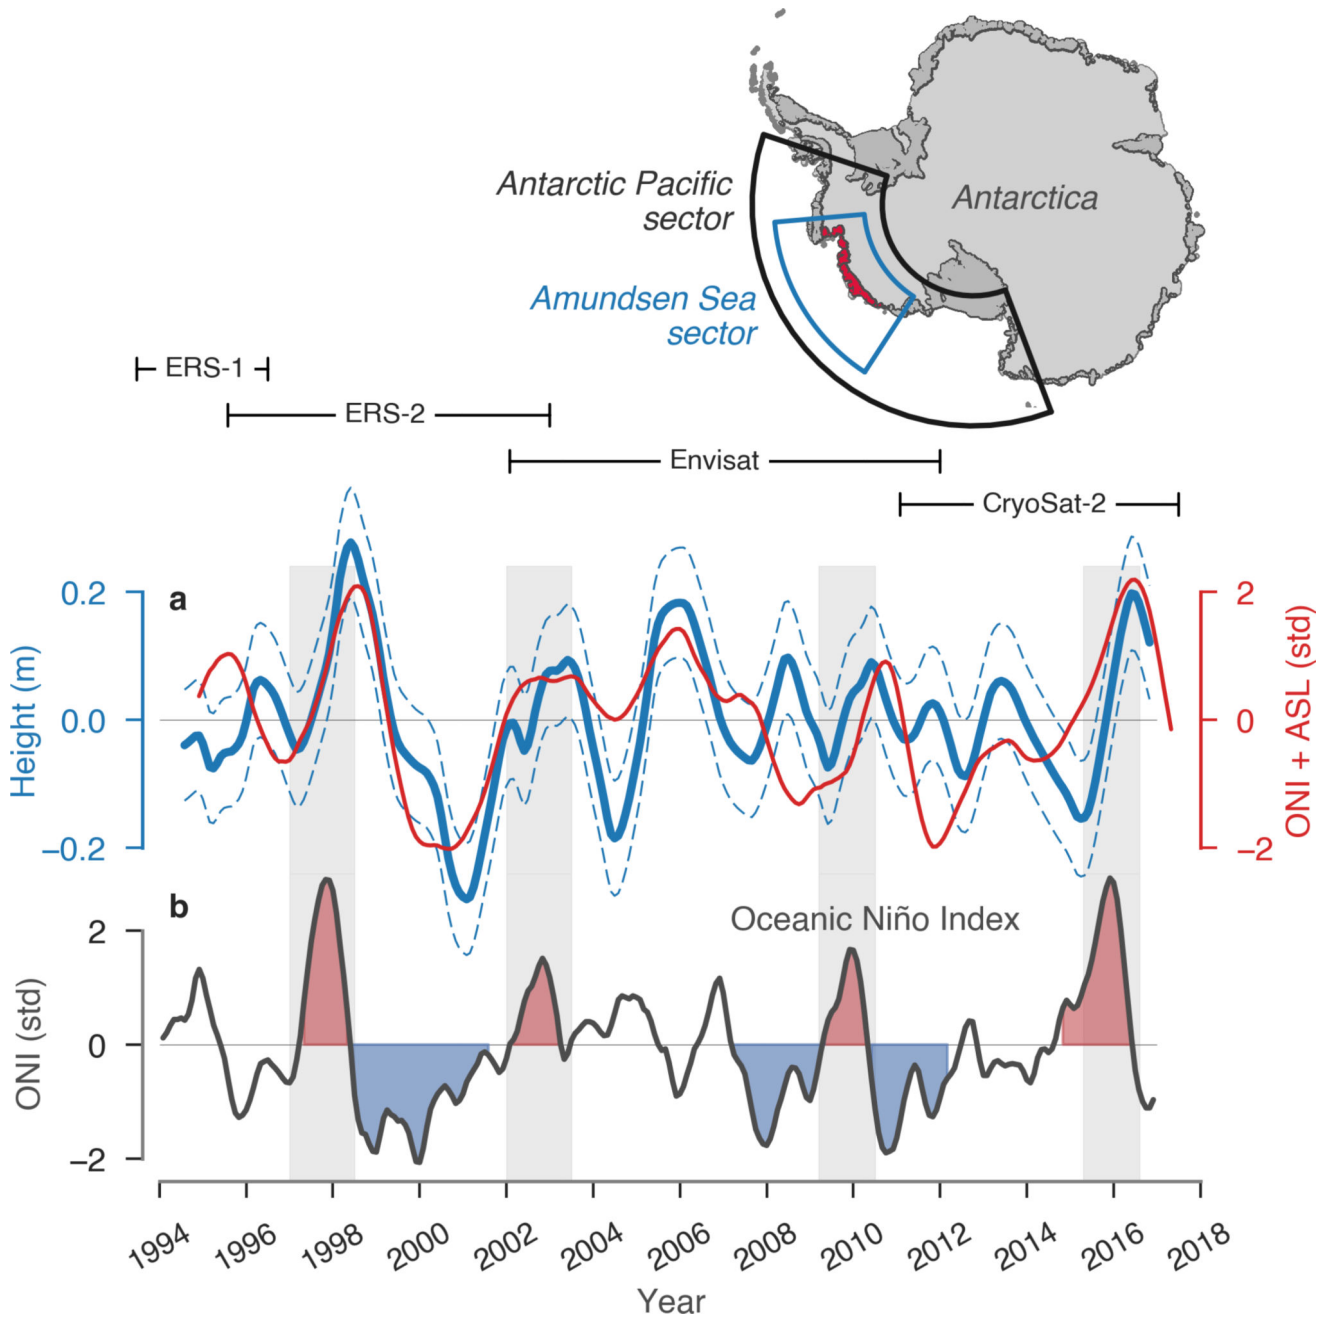 Antarctic Pacific
sector
Antarctica
Amundsen Sea
sector
ERS-1
ERS-2
Envisat
CryoSat-2
a
Height (m)
0.2
0.0
−0.2
ONI + ASL (std)
2
0
−2
b
Oceanic Niño Index
ONI (std)
2
0
−2
1994 1996 1998 2000 2002 2004 2006 2008 2010 2012 2014 2016 2018
Year